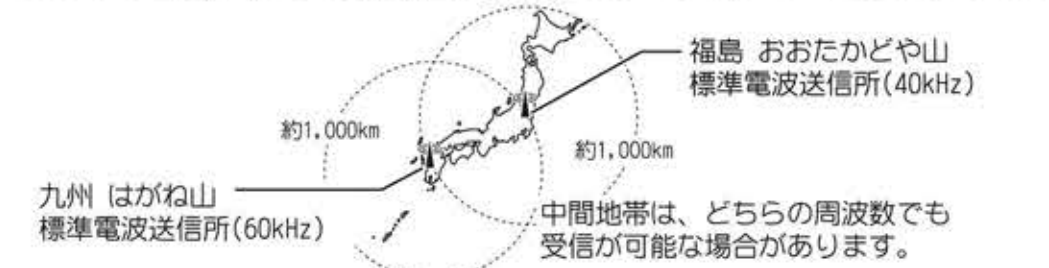 福島 おおたかどや山
標準電波送信所(40kHz)
約1,000km
約1,000km
九州 はがね山
標準電波送信所(60kHz)
中間地帯は、どちらの周波数でも
受信が可能な場合があります。